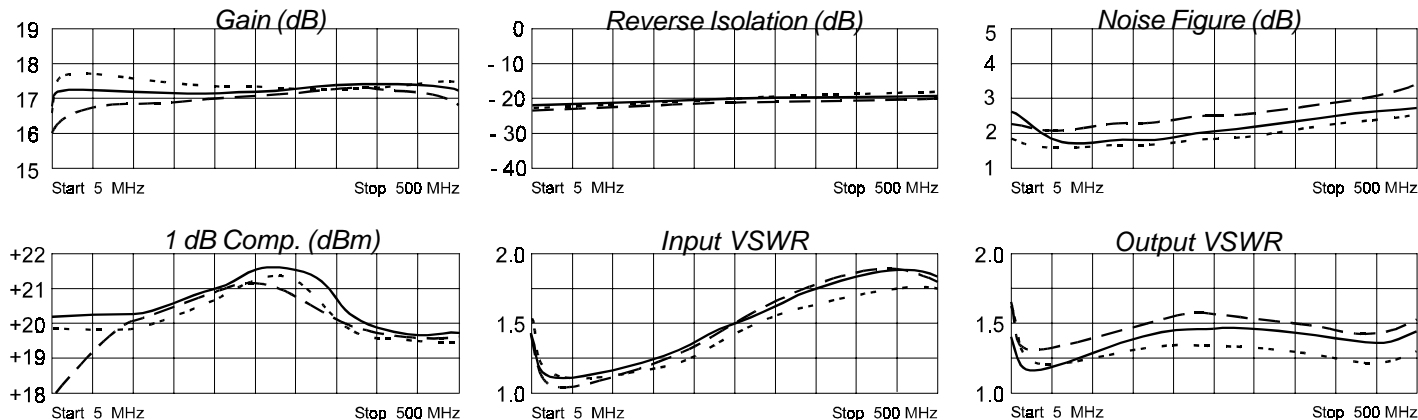 Gain (dB)
19
18
17
16
15
Start 5 MHz
Stop 500 MHz
Reverse Isolation (dB)
0
- 10
- 20
- 30
- 40
Start 5 MHz
Stop 500 MHz
Noise Figure (dB)
5
4
3
2
1
Start 5 MHz
Stop 500 MHz
1 dB Comp. (dBm)
+22
+21
+20
+19
+18
Start 5 MHz
Stop 500 MHz
Input VSWR
2.0
1.5
1.0
Start 5 MHz
Stop 500 MHz
Output VSWR
2.0
1.5
1.0
Start 5 MHz
Stop 500 MHz